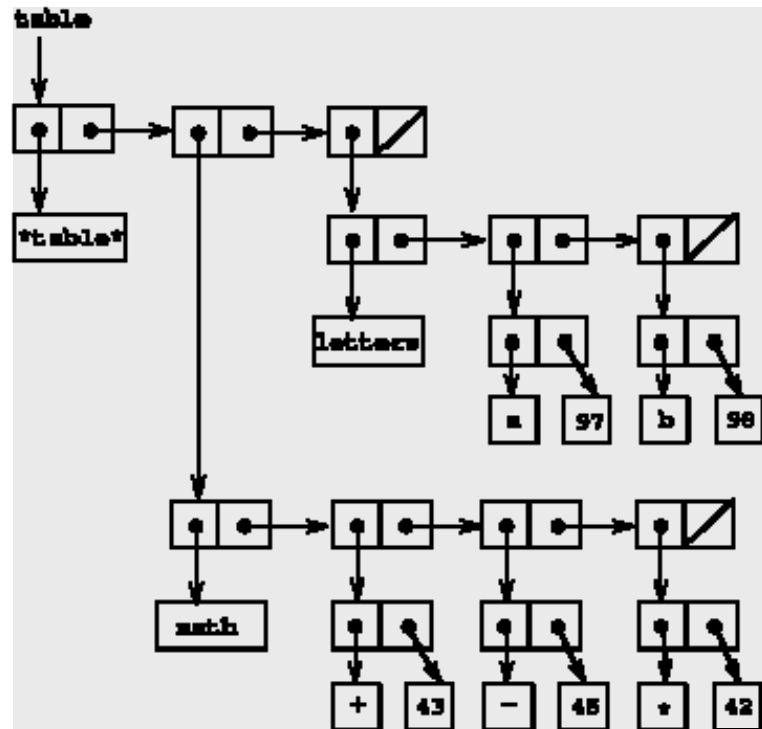 table
*table*
letters
a 97 b 98
math
+ 43 - 45 * 42